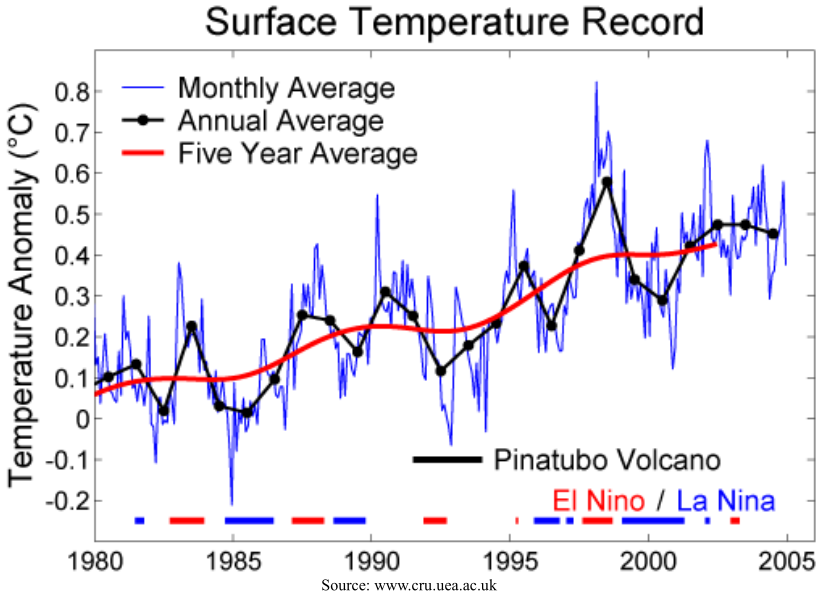 Surface Temperature Record
Temperature Anomaly (°C)
Monthly Average
Annual Average
Five Year Average
0.8
0.7
0.6
0.5
0.4
0.3
0.2
0.1
0
-0.1
-0.2
Pinatubo Volcano
El Nino / La Nina
1980 1985 1990 1995 2000 2005
Source: www.cru.uea.ac.uk